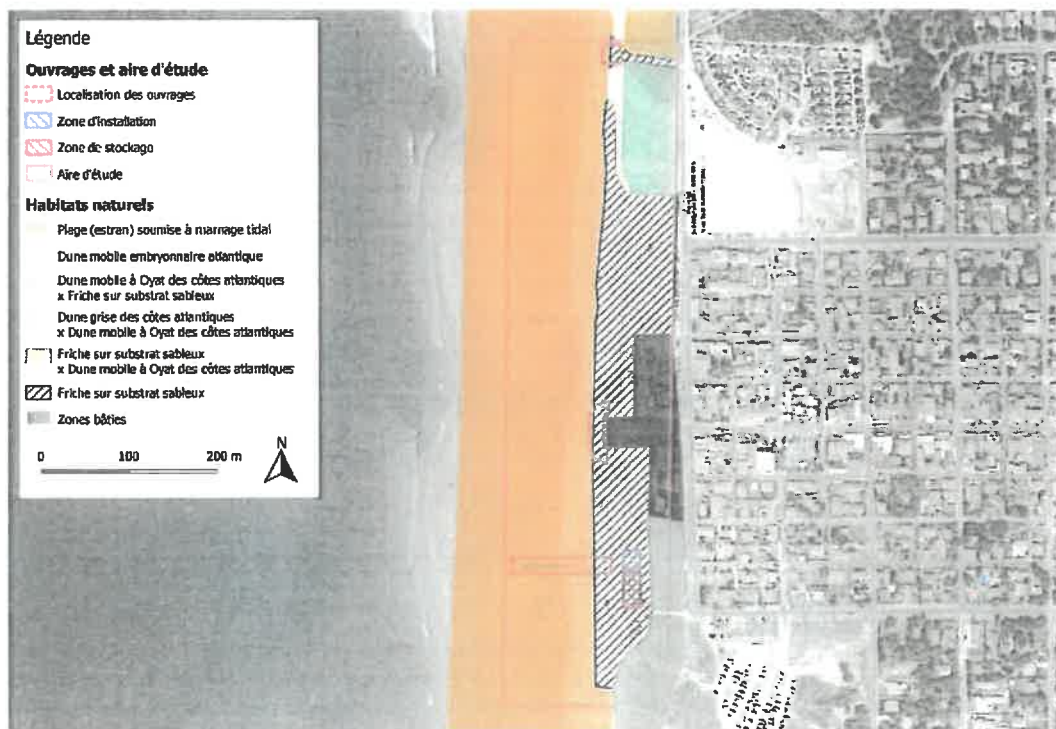 Légende
Ouvrages et aire d'étude
Localisation des ouvrages
Zone d'installation
Zone de stockago
Aire d'étude
Habitats naturels
Plage (estran) soumise à marnage tidal
Dune mobile embryonnaire atlantique
Dune mobile à Oyat des côtes atlantiques
x Friche sur substrat sableux
Dune grise des côtes atlantiques
x Dune mobile à Oyat des côtes atlantiques
Friche sur substrat sableux
x Dune mobile à Oyat des côtes atlantiques
Friche sur substrat sableux
Zones bâties
0 100 200 m
N